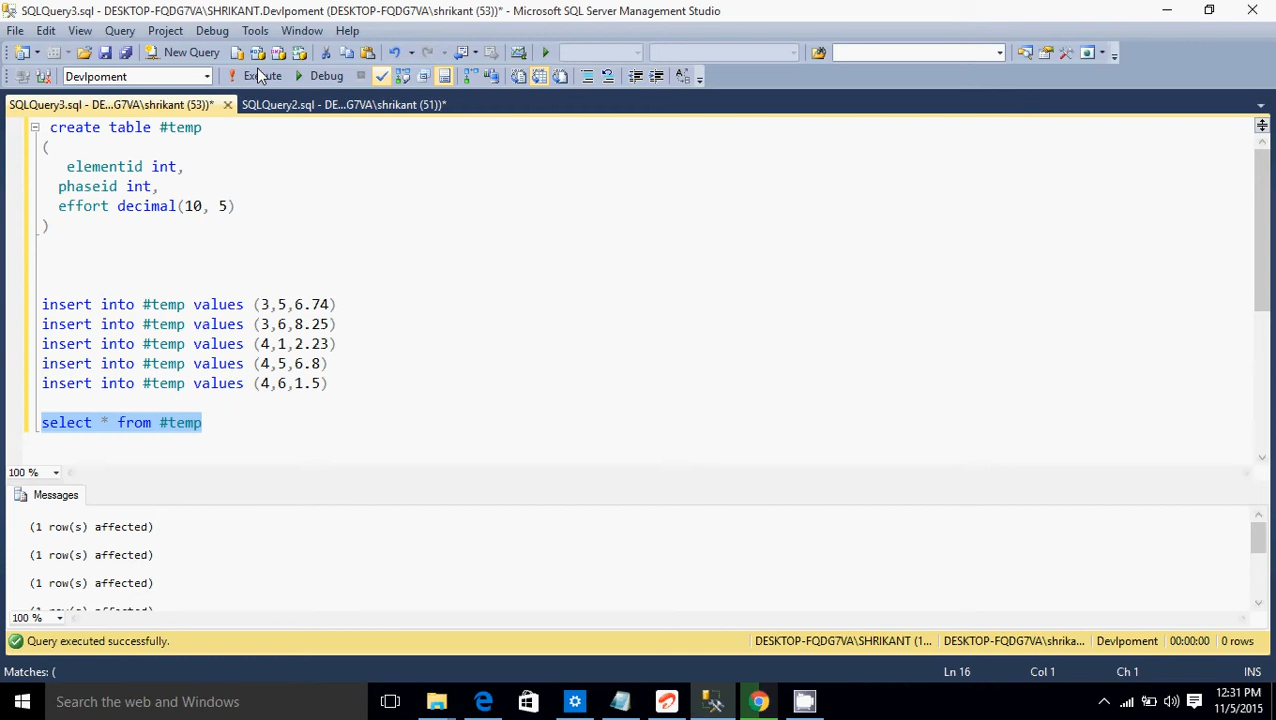 SQLQuery3.sql - DESKTOP-FQDG7VA\SHRIKANT.Devlpoment (DESKTOP-FQDG7VA\shrikant (53))* - Microsoft SQL Server Management Studio
File Edit View Query Project Debug Tools Window Help
New Query
Devlpoment Execute Debug
SQLQuery3.sql - DE...G7VA\shrikant (53))* SQLQuery2.sql - DE...G7VA\shrikant (51))*
create table #temp
(
elementid int,
phaseid int,
effort decimal(10, 5)
)
insert into #temp values (3,5,6.74)
insert into #temp values (3,6,8.25)
insert into #temp values (4,1,2.23)
insert into #temp values (4,5,6.8)
insert into #temp values (4,6,1.5)
select * from #temp
100 %
Messages
(1 row(s) affected)
(1 row(s) affected)
(1 row(s) affected)
(1 row(s) affected)
100 %
Query executed successfully. DESKTOP-FQDG7VA\SHRIKANT (1... DESKTOP-FQDG7VA\shrika... Devlpoment 00:00:00 0 rows
Matches: ( Ln 16 Col 1 Ch 1 INS
Search the web and Windows
12:31 PM
11/5/2015